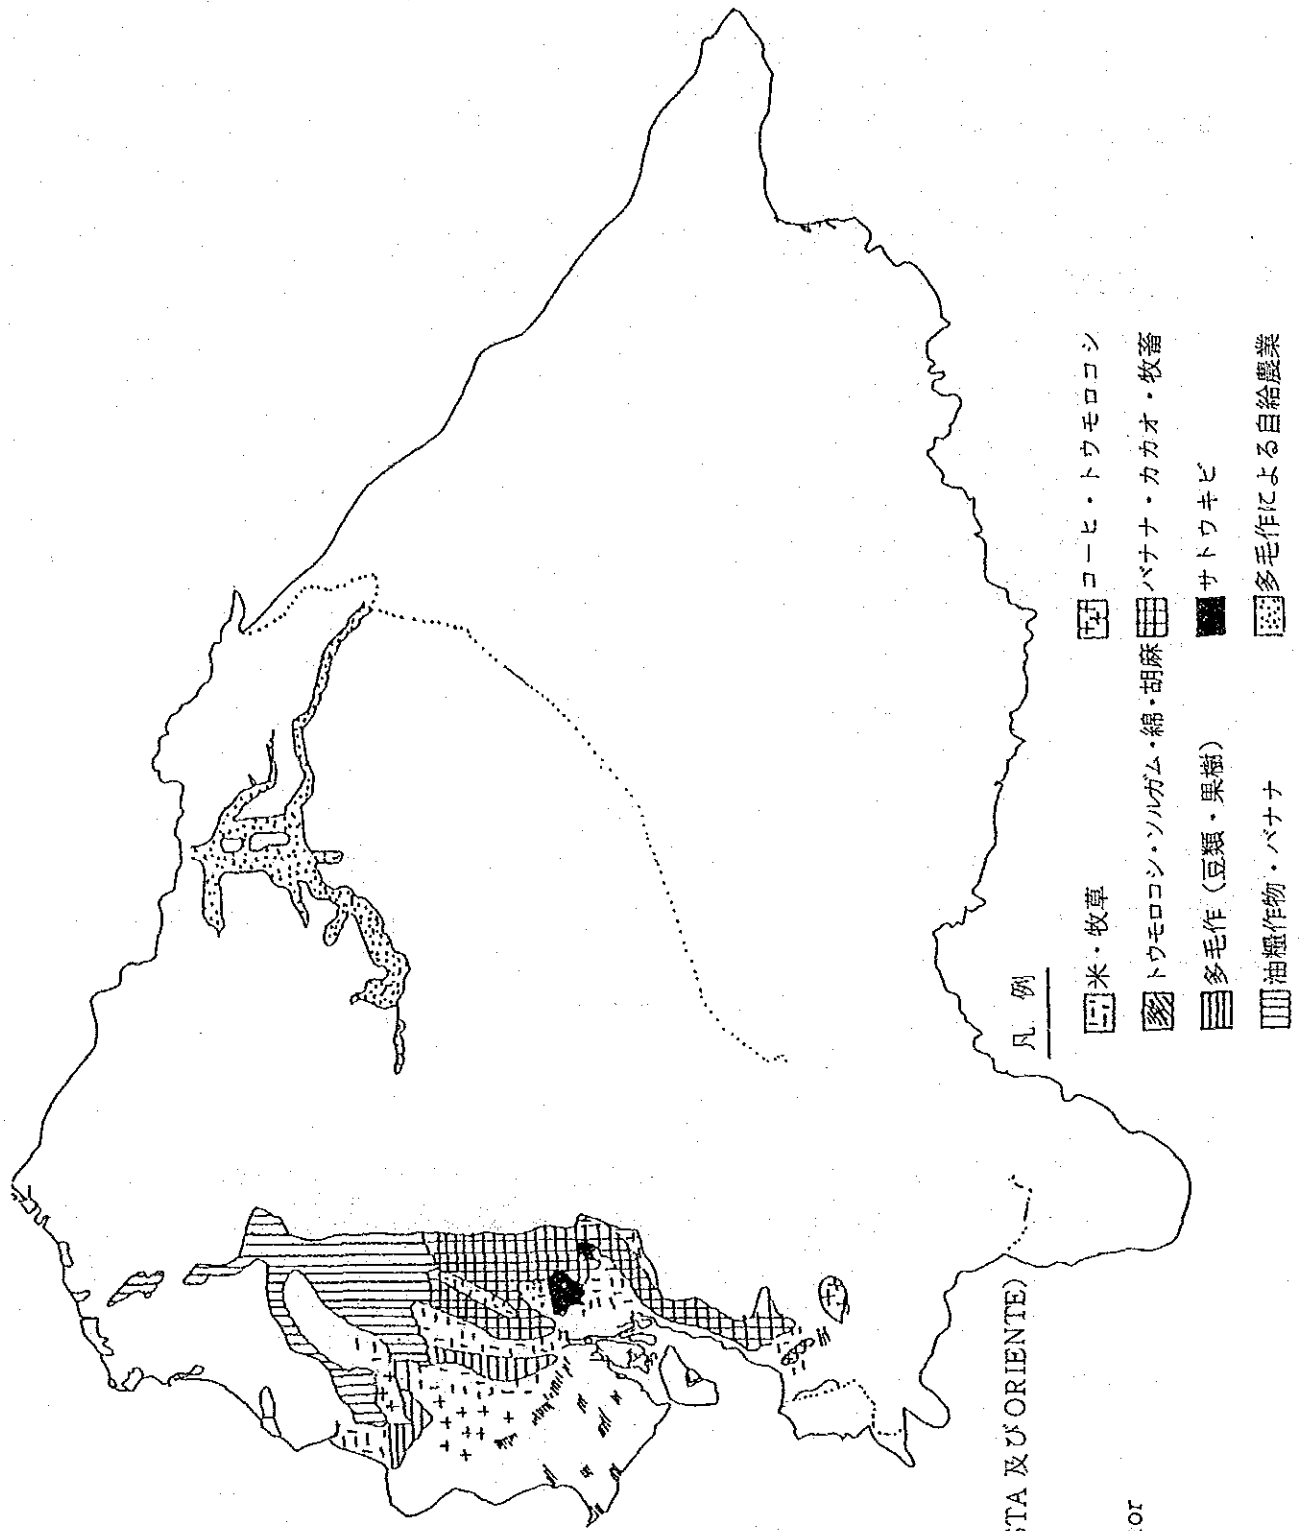 凡 例
米・牧草
コーヒ・トウモロコシ
トウモロコシ・ソルガム・綿・胡麻
バナナ・カカオ・牧畜
多毛作（豆類・果樹）
サトウキビ
油糧作物・バナナ
多毛作による自給農業
STA 及び ORIENTE)
or